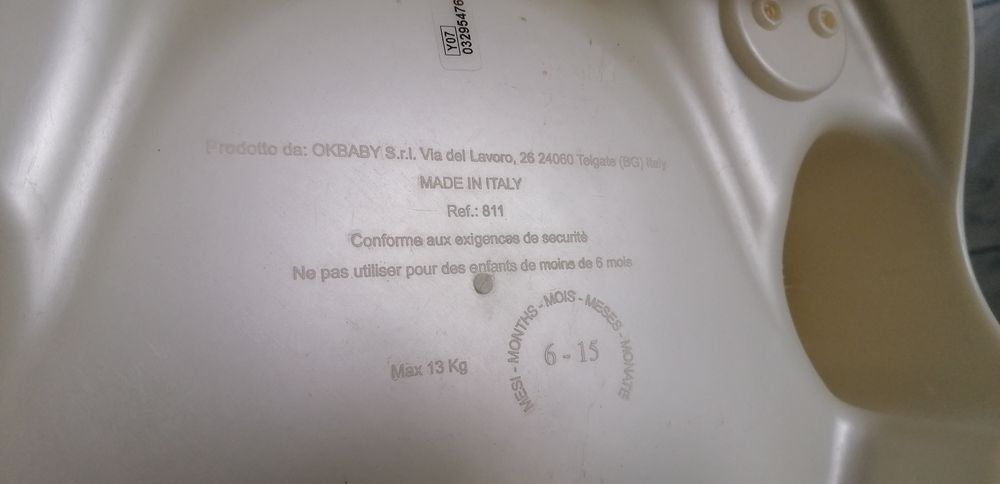 Y07
03295476
Prodotto da: OKBABY S.r.l. Via del Lavoro, 26 24060 Telgate (BG) Italy
MADE IN ITALY
Ref.: 811
Conforme aux exigences de securitè
Ne pas utiliser pour des enfants de moins de 6 mois
MESI - MONTHS - MOIS - MESES - MONATE
6 - 15
Max 13 Kg